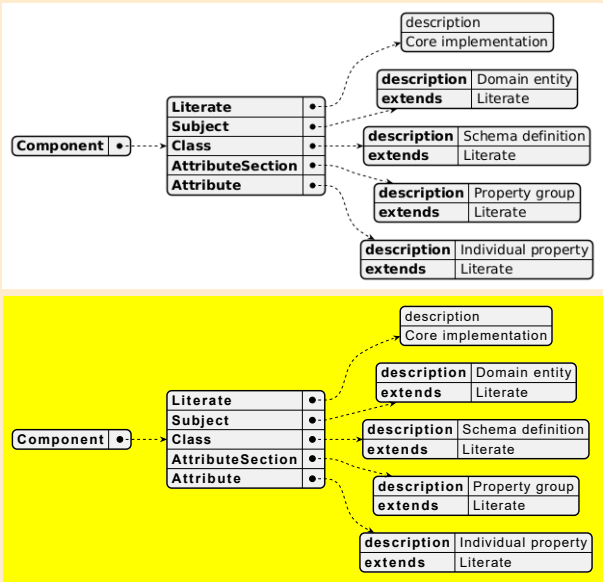 description
Core implementation
description Domain entity
extends Literate
Literate
Subject
Class
AttributeSection
Attribute
Component
description Schema definition
extends Literate
description Property group
extends Literate
description Individual property
extends Literate
description
Core implementation
description Domain entity
extends Literate
Literate
Subject
Class
AttributeSection
Attribute
Component
description Schema definition
extends Literate
description Property group
extends Literate
description Individual property
extends Literate